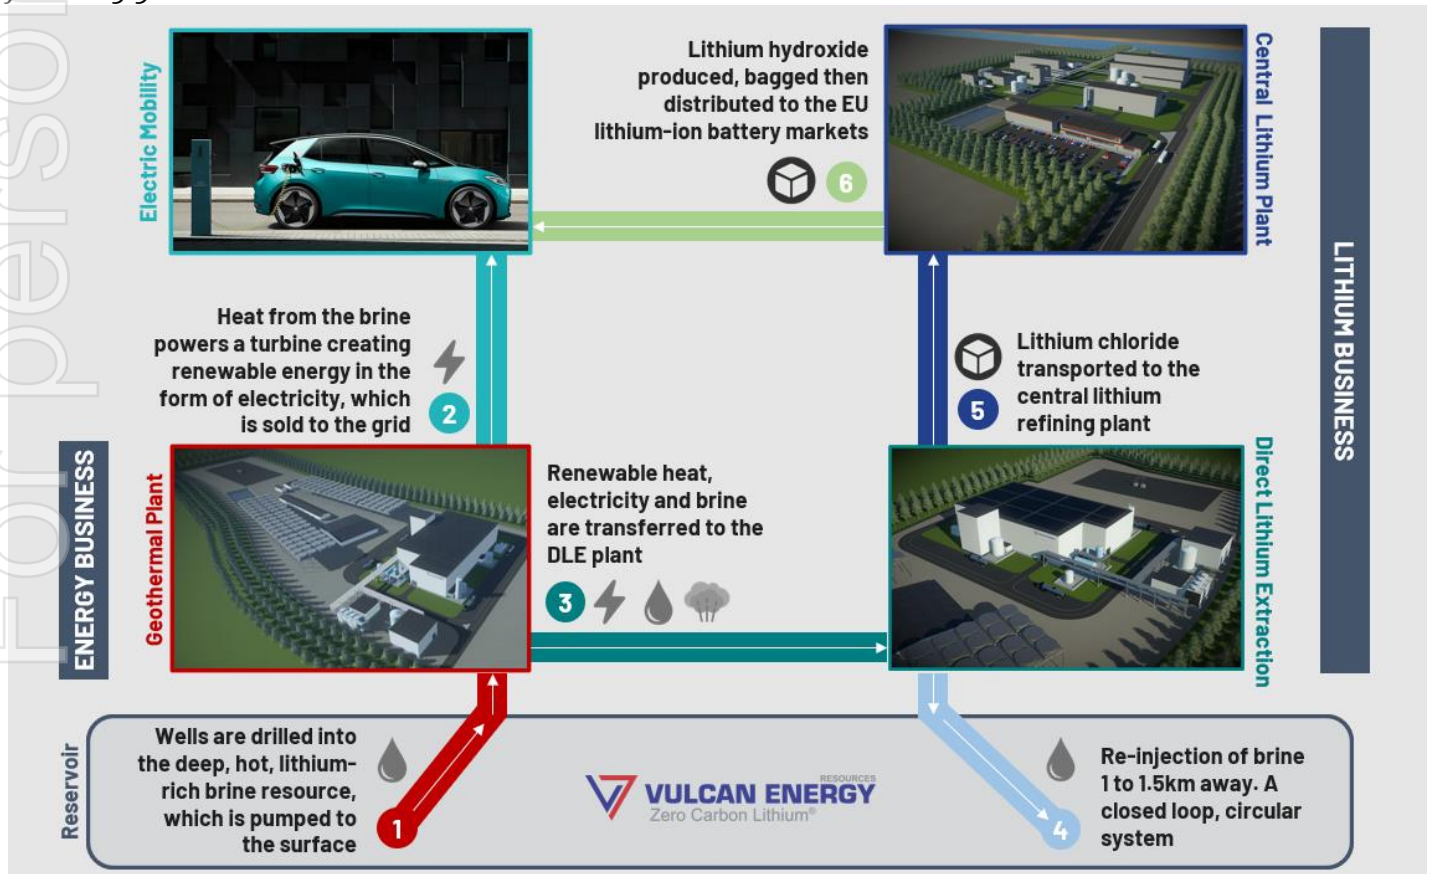 For person
Electric Mobility
Lithium hydroxide
produced, bagged then
distributed to the EU
lithium-ion battery markets
6
Central Lithium Plant
LITHIUM BUSINESS
Heat from the brine
powers a turbine creating
renewable energy in the
form of electricity, which
is sold to the grid
2
5
Lithium chloride
transported to the
central lithium
refining plant
ENERGY BUSINESS
Geothermal Plant
Renewable heat,
electricity and brine
are transferred to the
DLE plant
3
Direct Lithium Extraction
Reservoir
Wells are drilled into
the deep, hot, lithium-
rich brine resource,
which is pumped to
the surface
1
RESOURCES
VULCAN ENERGY
Zero Carbon Lithium®
4
Re-injection of brine
1 to 1.5km away. A
closed loop, circular
system